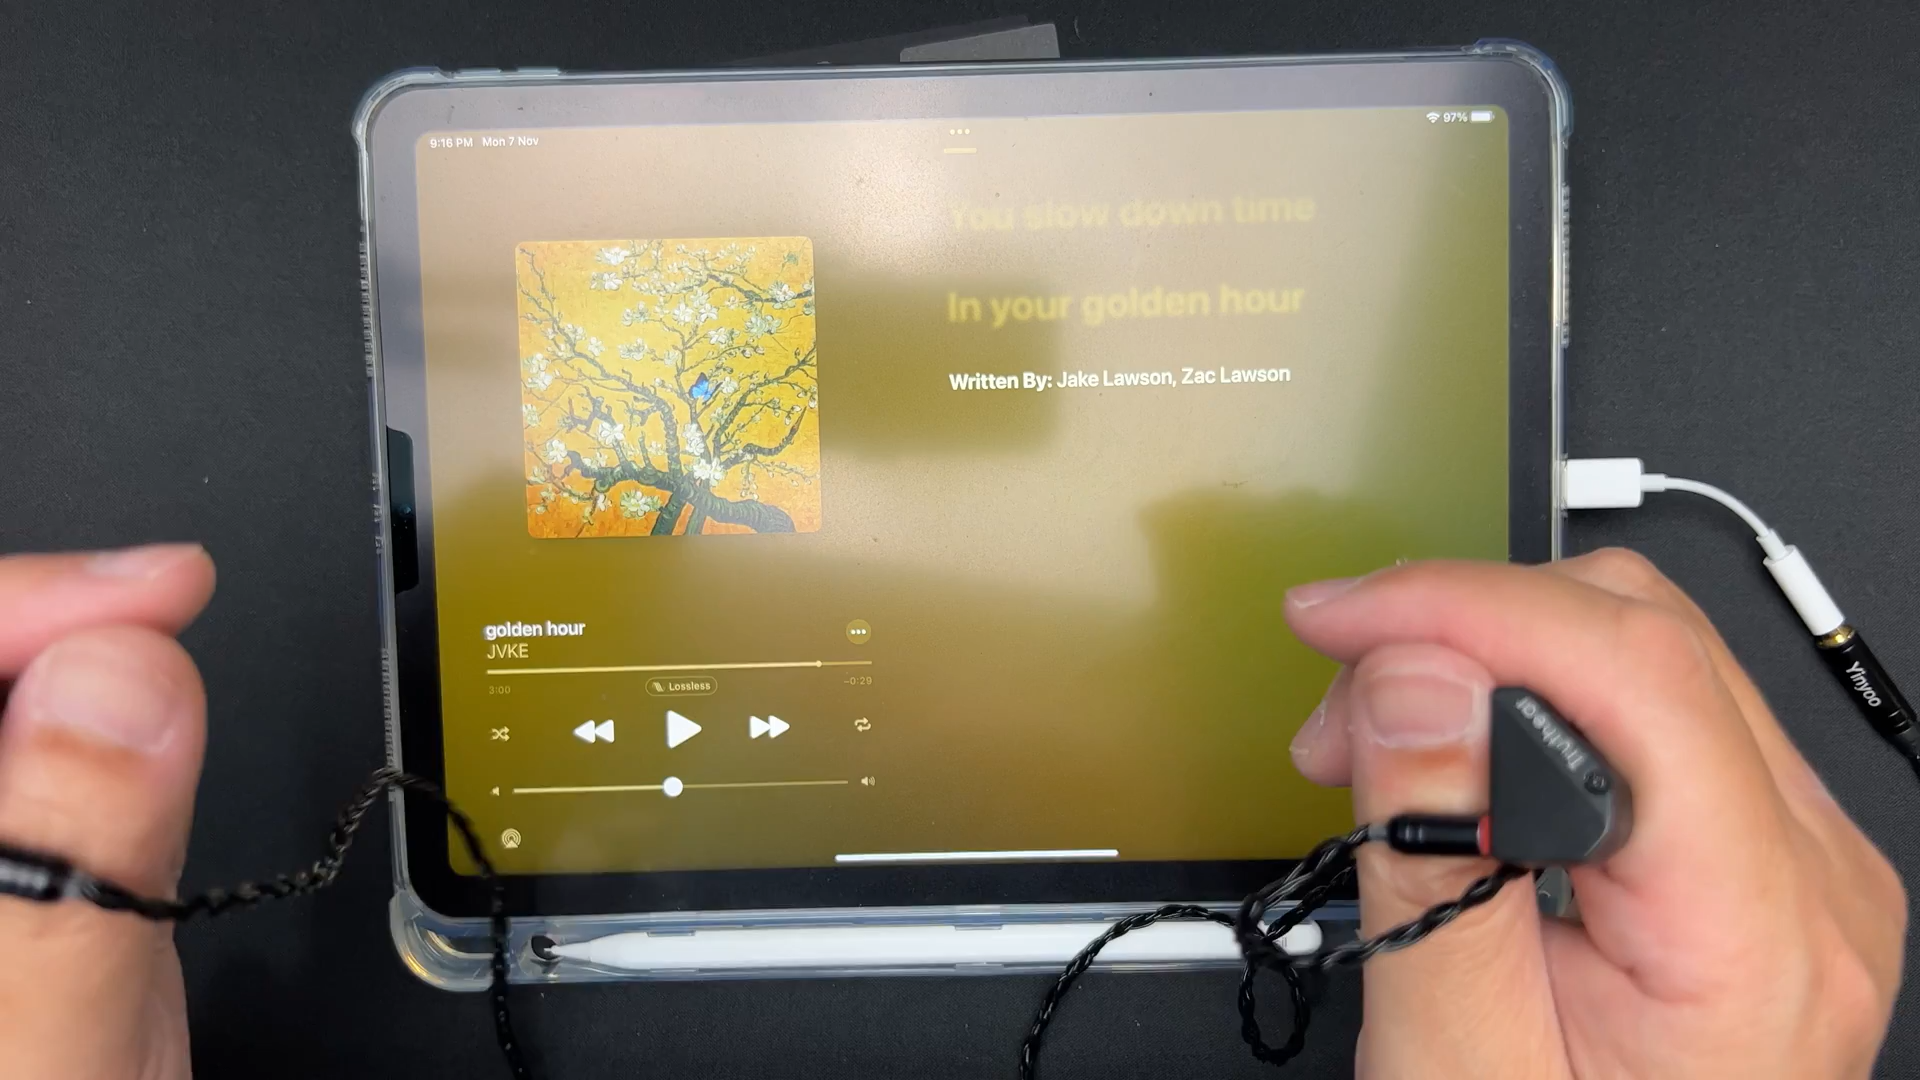 9:16 PM Mon 7 Nov
97%
You slow down time
In your golden hour
Written By: Jake Lawson, Zac Lawson
golden hour
JVKE
3:00
Lossless
-0:29
Yinyoo
Truthear